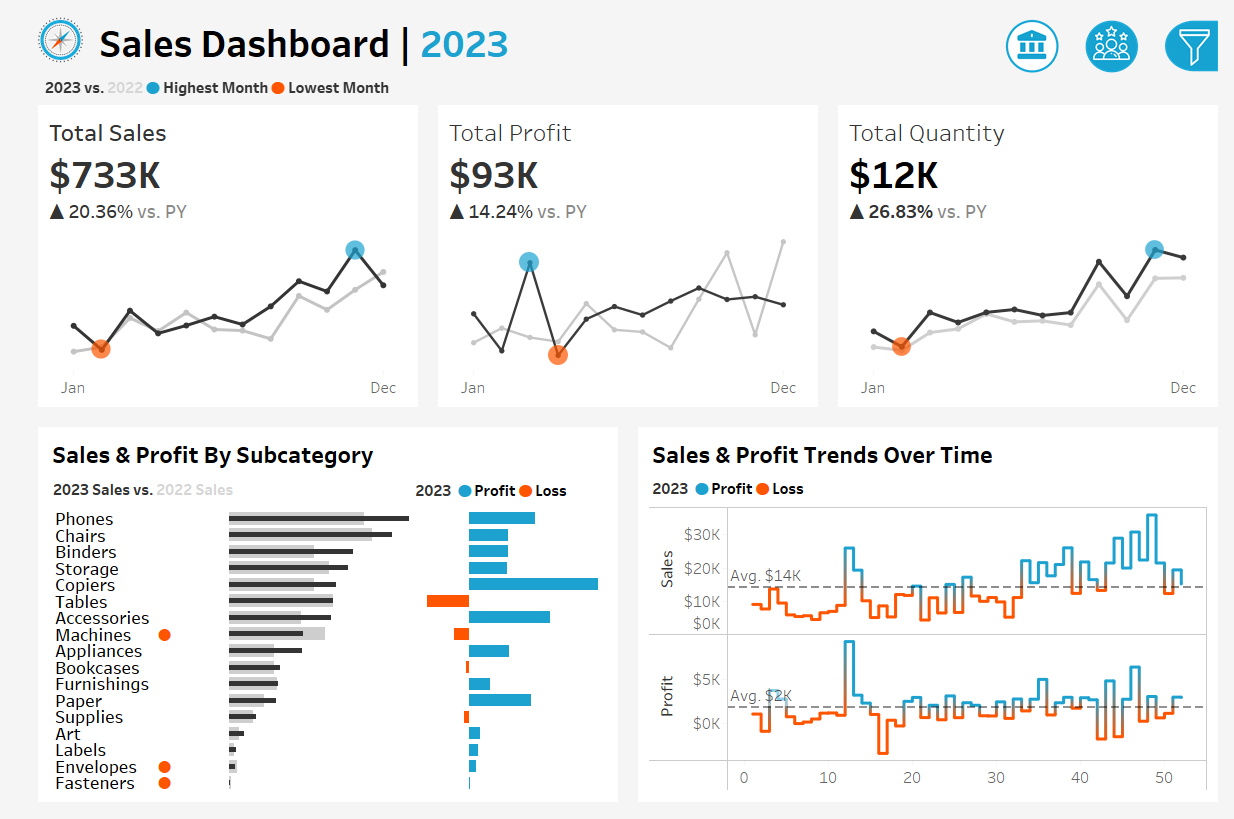 Sales Dashboard | 2023
2023 vs. 2022 Highest Month Lowest Month
Total Sales
$733K
▲ 20.36% vs. PY
Jan Dec
Total Profit
$93K
▲ 14.24% vs. PY
Jan Dec
Total Quantity
$12K
▲ 26.83% vs. PY
Jan Dec
Sales & Profit By Subcategory
2023 Sales vs. 2022 Sales
2023 Profit Loss
Phones
Chairs
Binders
Storage
Copiers
Tables
Accessories
Machines
Appliances
Bookcases
Furnishings
Paper
Supplies
Art
Labels
Envelopes
Fasteners
Sales & Profit Trends Over Time
2023 Profit Loss
Sales
$30K
$20K
$10K
$0K
Avg. $14K
Profit
$5K
$0K
Avg. $2K
0 10 20 30 40 50